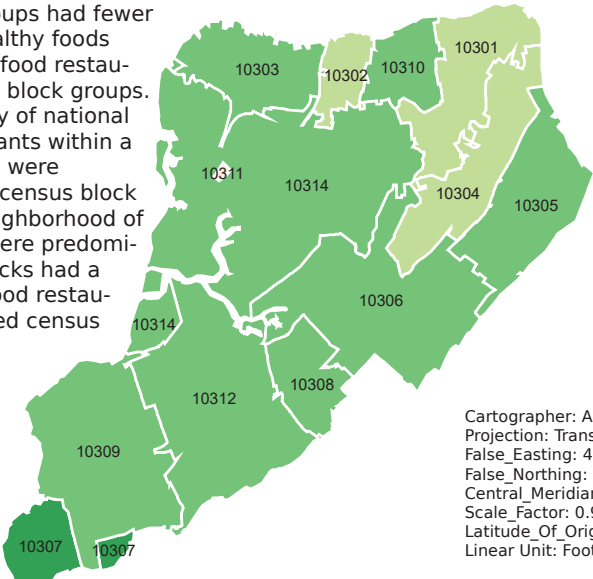 oups had fewer
althy foods
food restau-
block groups.
y of national
ants within a
were
census block
ghborhood of
ere predomi-
cks had a
ood restau-
ed census
10303
10302
10310
10301
10311
10314
10304
10305
10306
10314
10308
10312
10309
10307
10307
Cartographer: A
Projection: Trans
False_Easting: 4
False_Northing:
Central_Meridian
Scale_Factor: 0.9
Latitude_Of_Orig
Linear Unit: Foot